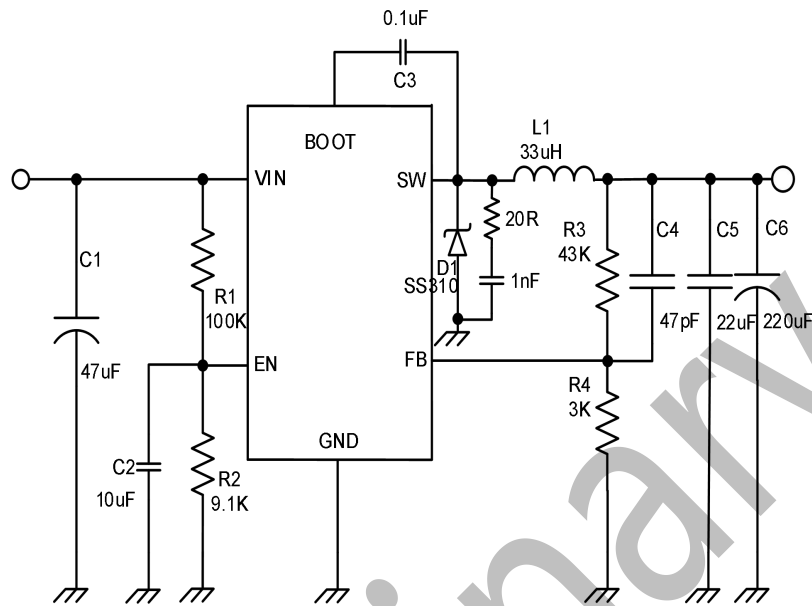 0.1uF
C3
BOOT
L1
33uH
VIN
SW
C1
R1
100K
20R
D1
SS310
1nF
R3
43K
C4
C5
C6
47pF
22uF
220uF
47uF
EN
FB
R4
3K
GND
C2
10uF
R2
9.1K
inary